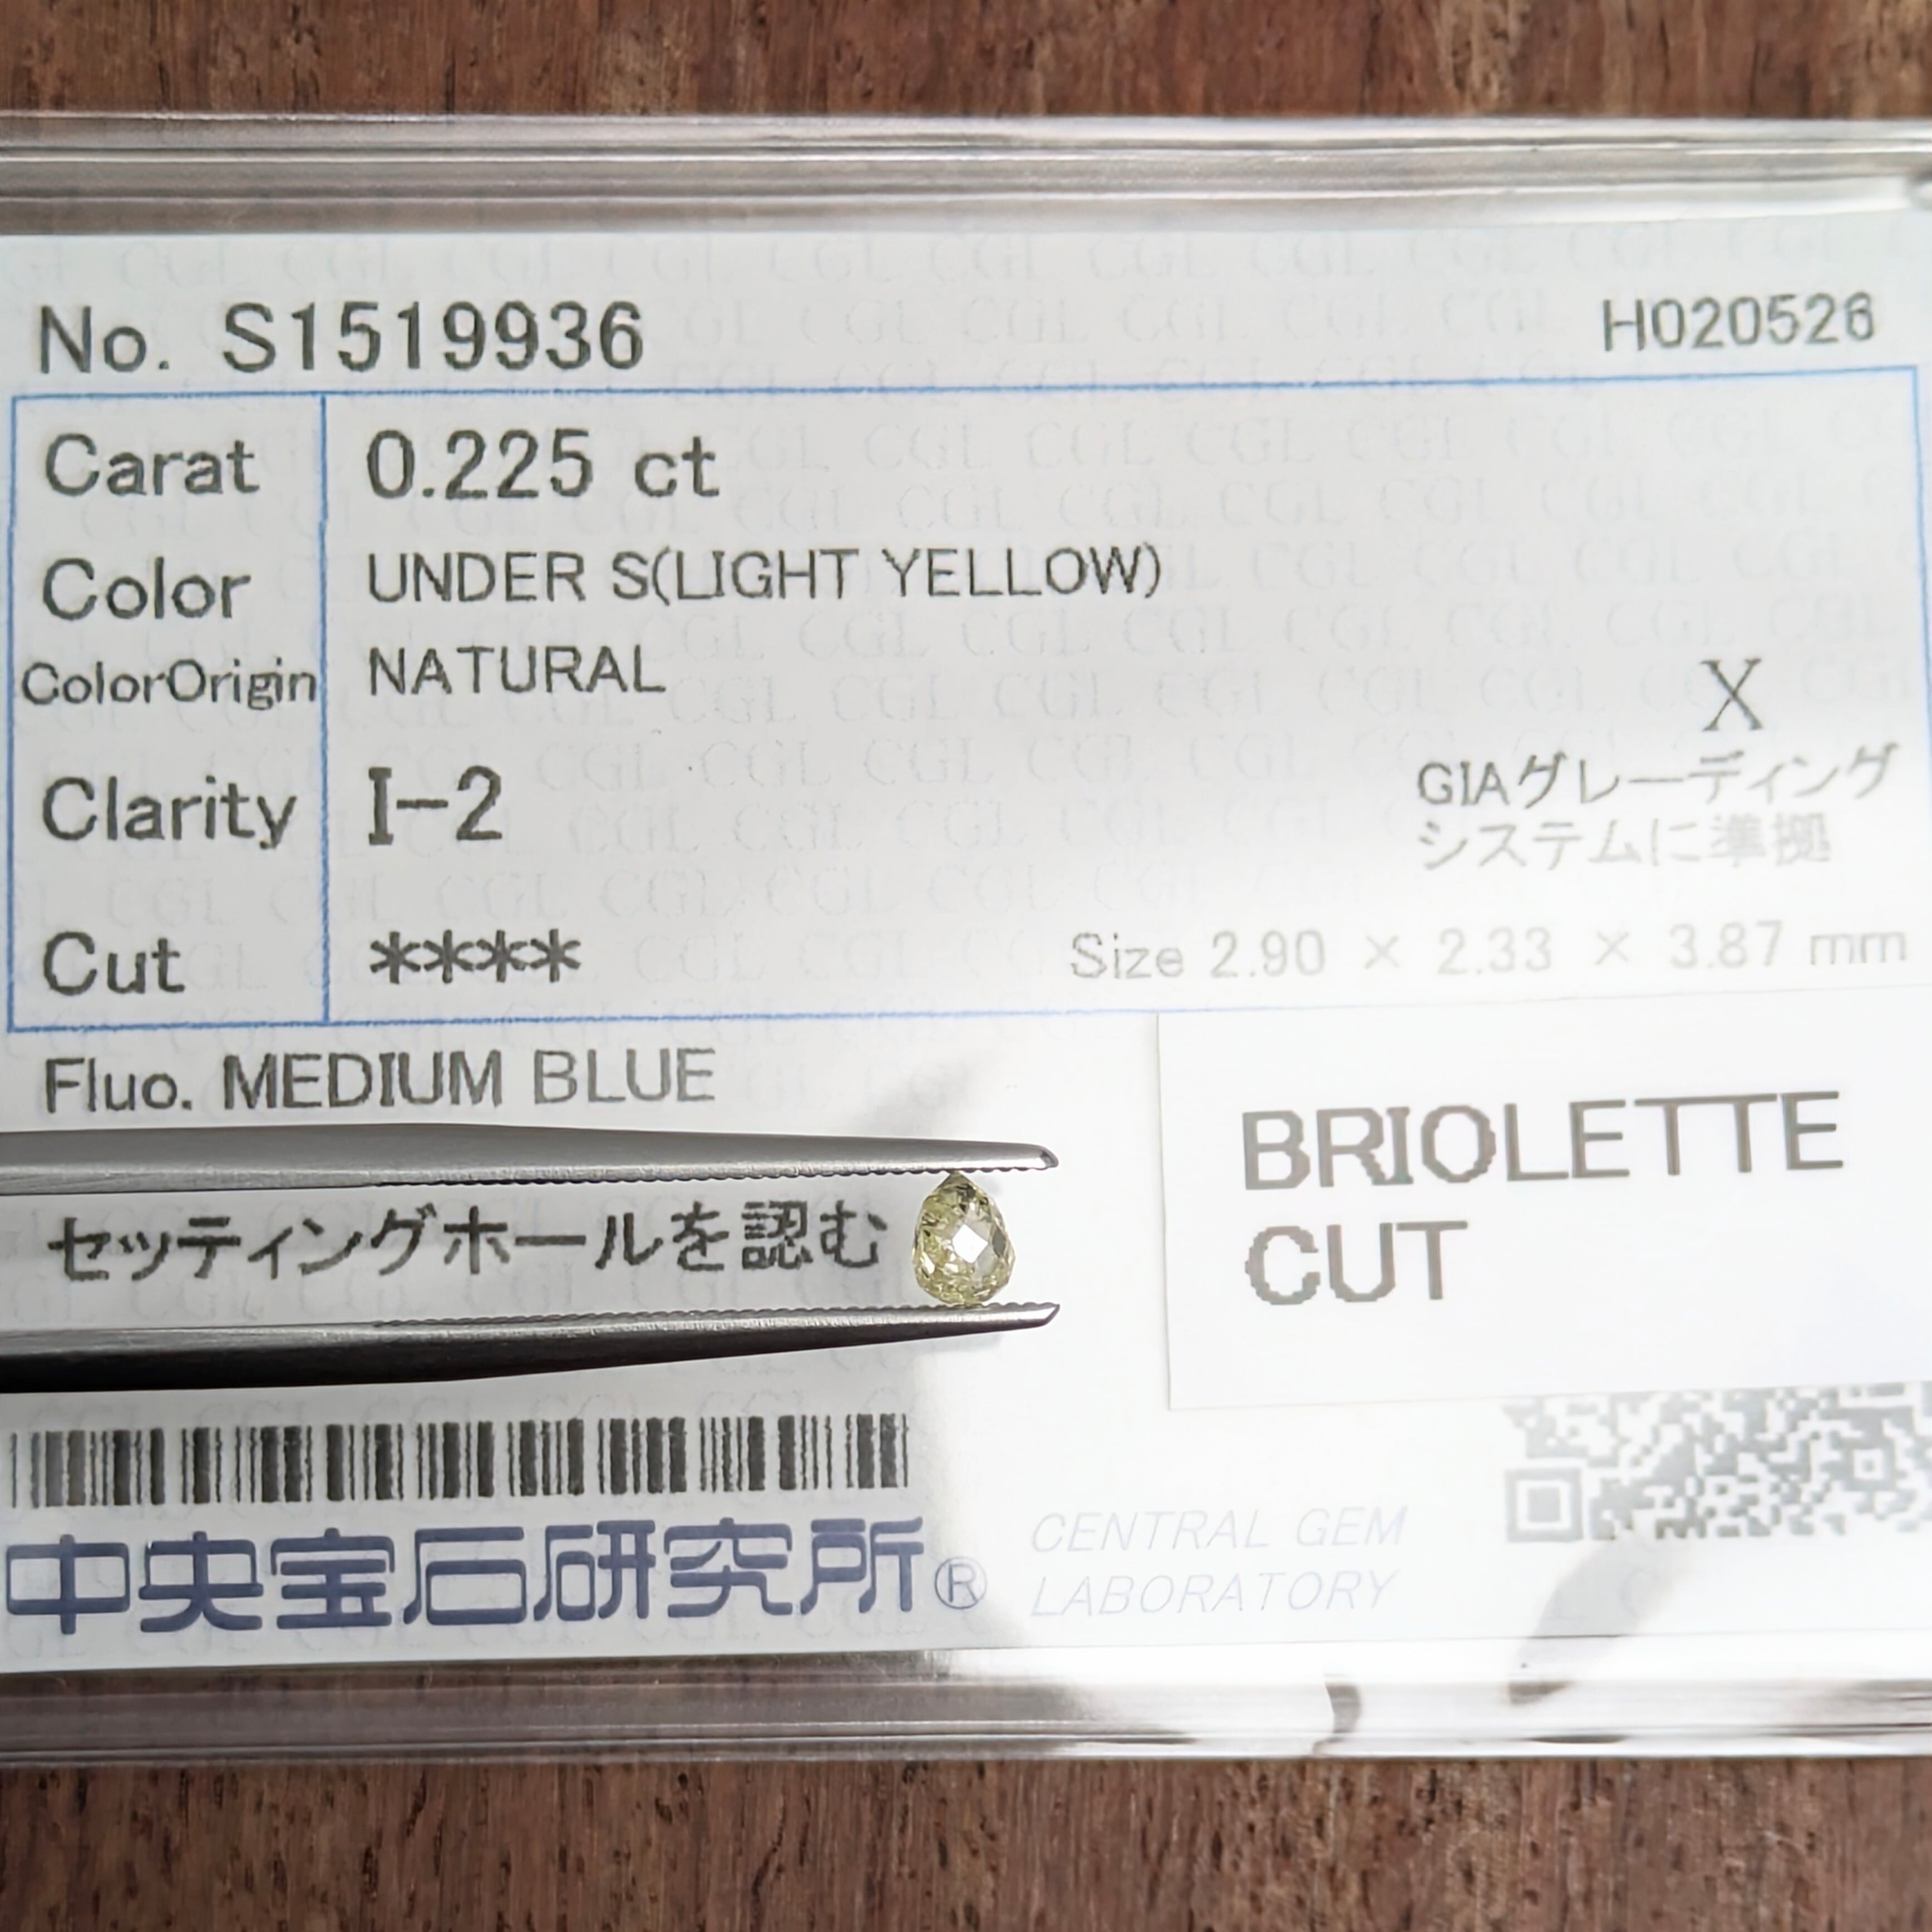 No. S1519936
H020526
Carat 0.225 ct
Color UNDER S(LIGHT YELLOW)
ColorOrigin NATURAL
X
Clarity I-2
GIAグレーディング
システムに準拠
Cut ****
Size 2.90 × 2.33 × 3.87 mm
Fluo. MEDIUM BLUE
BRIOLETTE
CUT
セッティングホールを認む
中央宝石研究所®
CENTRAL GEM
LABORATORY